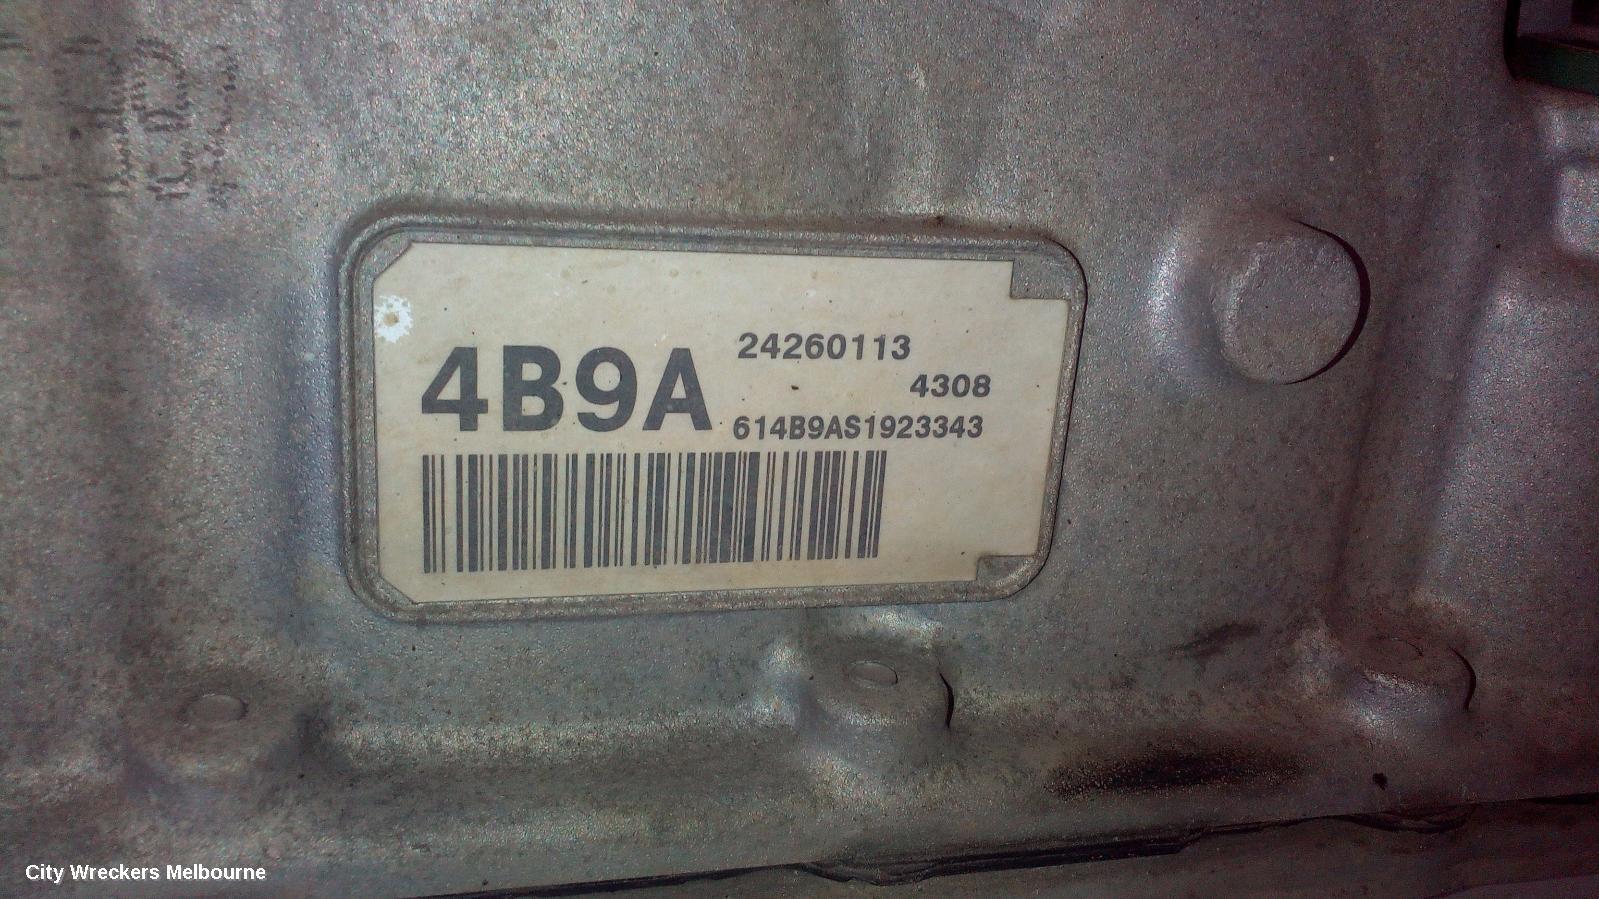 4B9A
24260113
4308
614B9AS1923343
City Wreckers Melbourne